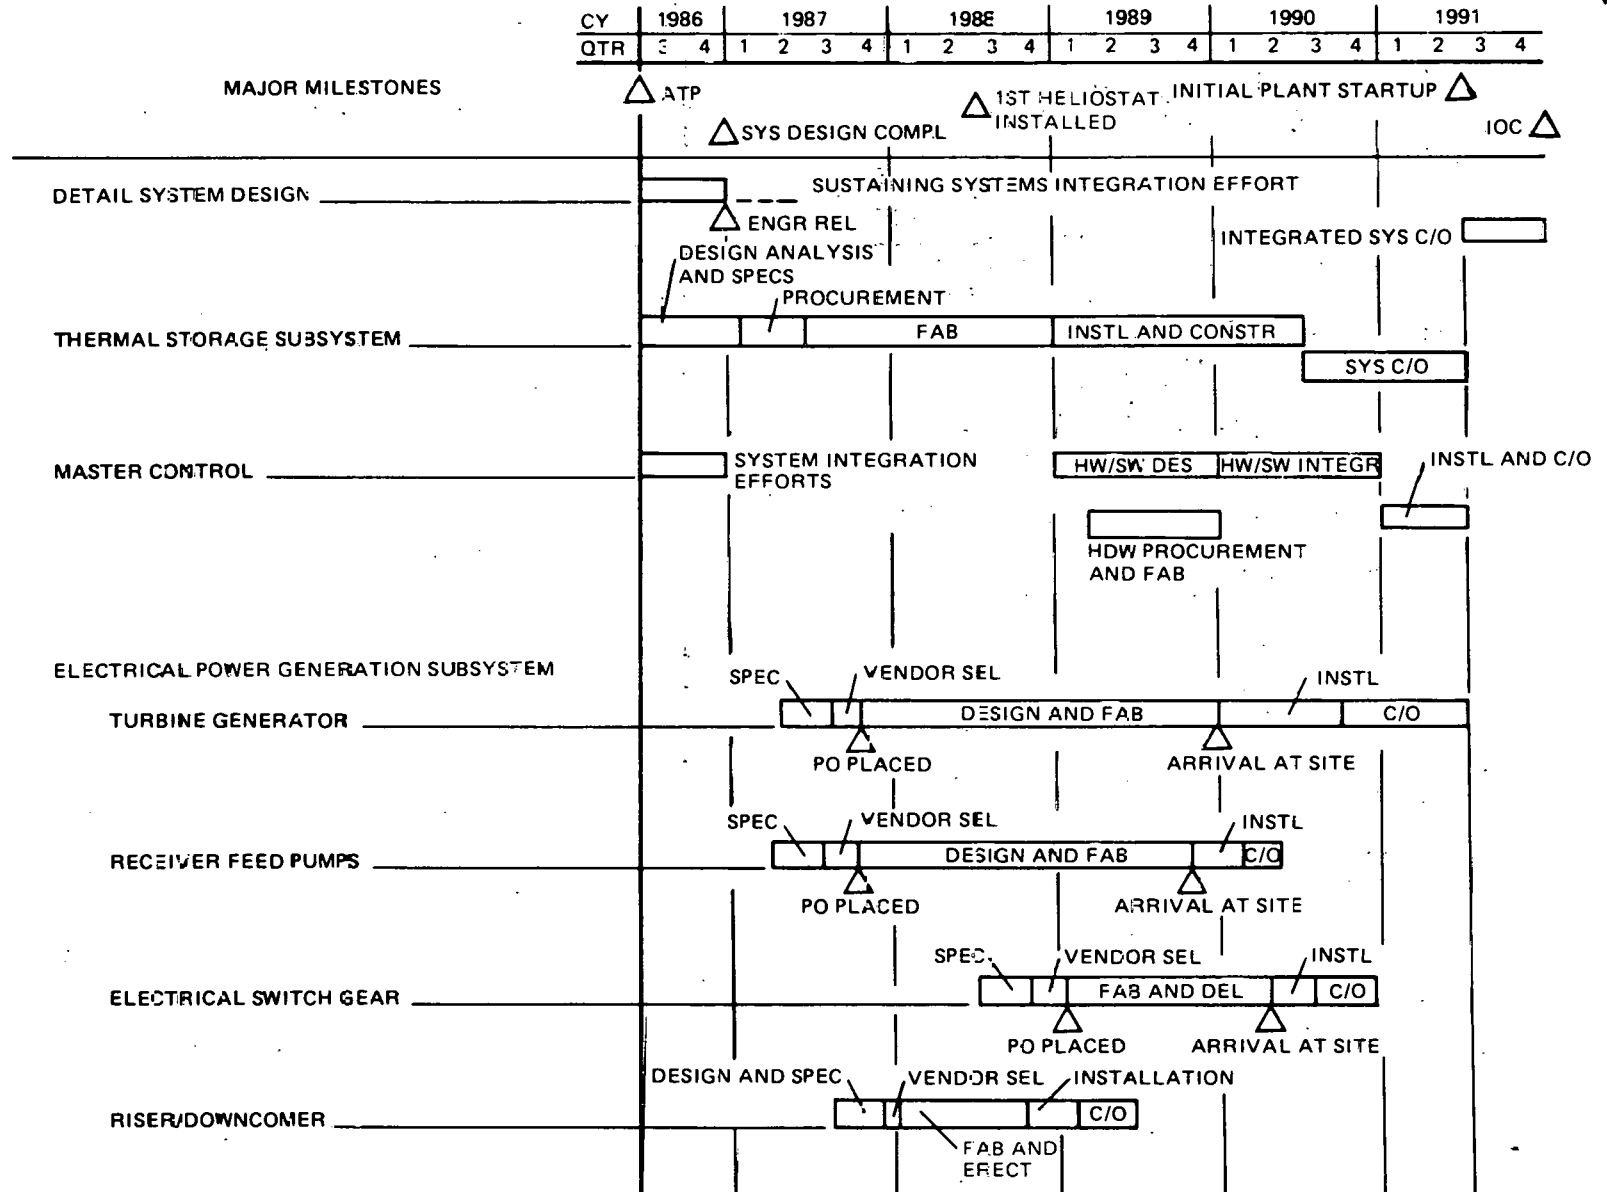 CY 1986 1987 1988 1989 1990 1991
QTR 3 4 1 2 3 4 1 2 3 4 1 2 3 4 1 2 3 4 1 2 3 4
MAJOR MILESTONES
ATP
1ST HELIOSTAT
INSTALLED
INITIAL PLANT STARTUP
SYS DESIGN COMPL
IOC
DETAIL SYSTEM DESIGN
SUSTAINING SYSTEMS INTEGRATION EFFORT
ENGR REL
INTEGRATED SYS C/O
DESIGN ANALYSIS
AND SPECS
PROCUREMENT
THERMAL STORAGE SUBSYSTEM
FAB
INSTL AND CONSTR
SYS C/O
MASTER CONTROL
SYSTEM INTEGRATION
EFFORTS
HW/SW DES
HW/SW INTEGR
INSTL AND C/O
HDW PROCUREMENT
AND FAB
ELECTRICAL POWER GENERATION SUBSYSTEM
SPEC
VENDOR SEL
INSTL
TURBINE GENERATOR
DESIGN AND FAB
C/O
PO PLACED
ARRIVAL AT SITE
SPEC
VENDOR SEL
INSTL
RECEIVER FEED PUMPS
DESIGN AND FAB
C/O
PO PLACED
ARRIVAL AT SITE
SPEC
VENDOR SEL
INSTL
ELECTRICAL SWITCH GEAR
FAB AND DEL
C/O
PO PLACED
ARRIVAL AT SITE
DESIGN AND SPEC
VENDOR SEL
INSTALLATION
RISER/DOWNCOMER
C/O
FAB AND
ERECT